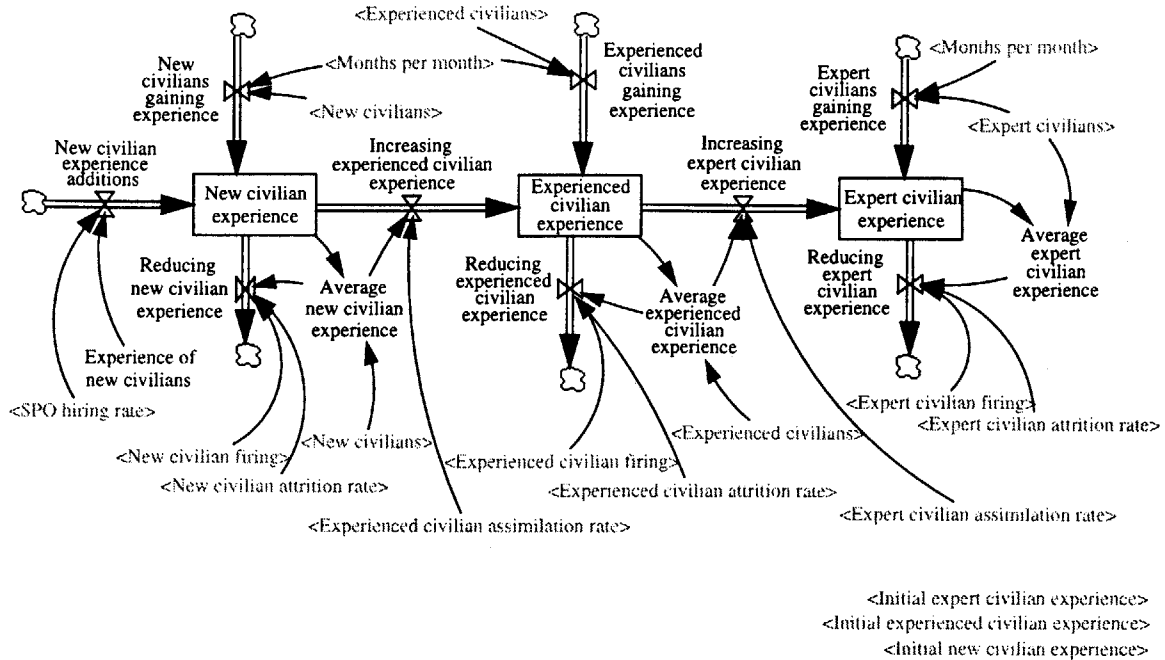 <Experienced civilians>
New
civilians
gaining
experience
<Months per month>
<New civilians>
Experienced
civilians
gaining
experience
Expert
civilians
gaining
experience
<Months per month>
<Expert civilians>
New civilian
experience
additions
New civilian
experience
Increasing
experienced civilian
experience
Experienced
civilian
experience
Increasing
expert civilian
experience
Expert civilian
experience
Average
expert
civilian
experience
Reducing
new civilian
experience
Average
new civilian
experience
Reducing
experienced
civilian
experience
Average
experienced
civilian
experience
Reducing
expert
civilian
experience
Experience of
new civilians
<SPO hiring rate>
<New civilian firing>
<New civilian attrition rate>
<New civilians>
<Experienced civilian assimilation rate>
<Experienced civilian firing>
<Experienced civilian attrition rate>
<Experienced civilians>
<Expert civilian firing>
<Expert civilian attrition rate>
<Expert civilian assimilation rate>
<Initial expert civilian experience>
<Initial experienced civilian experience>
<Initial new civilian experience>